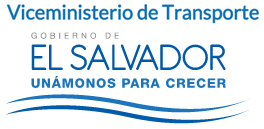 Viceministerio de Transporte
GOBIERNO DE
EL SALVADOR
UNÁMONOS PARA CRECER